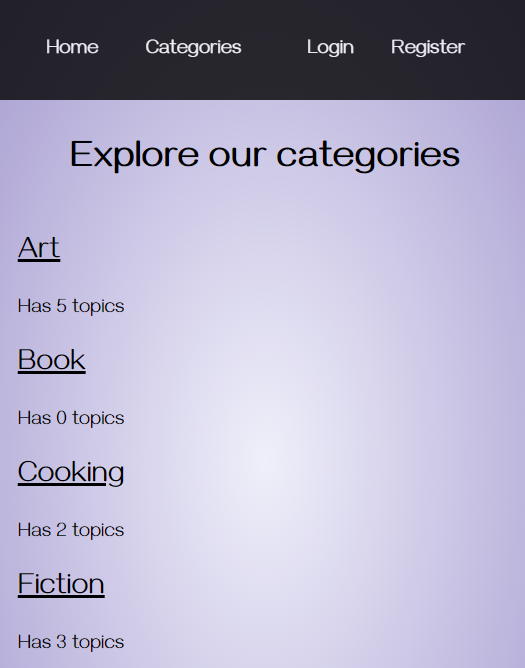 Home Categories Login Register
Explore our categories
Art
Has 5 topics
Book
Has 0 topics
Cooking
Has 2 topics
Fiction
Has 3 topics